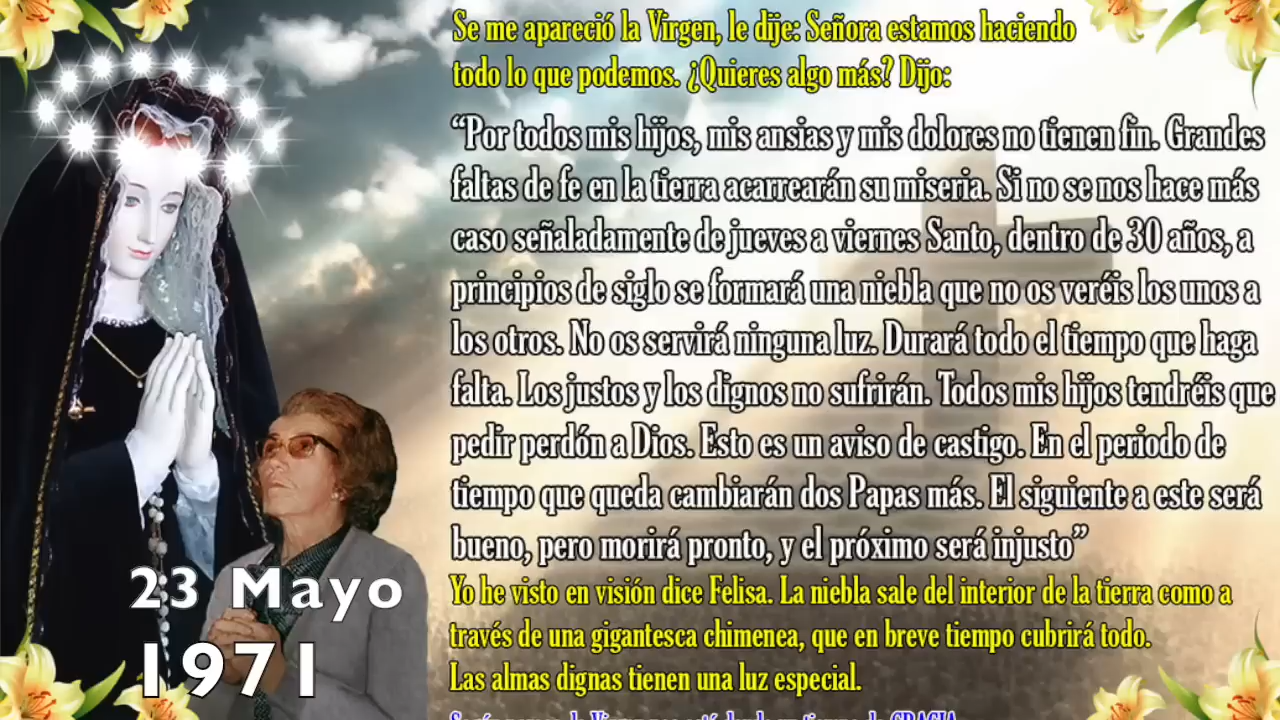 Se me apareció la Virgen, le dije: Señora estamos haciendo
todo lo que podemos. ¿Quieres algo más? Dijo:
“Por todos mis hijos, mis ansias y mis dolores no tienen fin. Grandes
faltas de fe en la tierra acarrearán su miseria. Si no se nos hace más
caso señaladamente de jueves a viernes Santo, dentro de 30 años, a
principios de siglo se formará una niebla que no os veréis los unos a
los otros. No os servirá ninguna luz. Durará todo el tiempo que haga
falta. Los justos y los dignos no sufrirán. Todos mis hijos tendréis que
pedir perdón a Dios. Esto es un aviso de castigo. En el periodo de
tiempo que queda cambiarán dos Papas más. El siguiente a este será
bueno, pero morirá pronto, y el próximo será injusto”
Yo he visto en visión dice Felisa. La niebla sale del interior de la tierra como a
través de una gigantesca chimenea, que en breve tiempo cubrirá todo.
Las almas dignas tienen una luz especial.
23 Mayo
1971